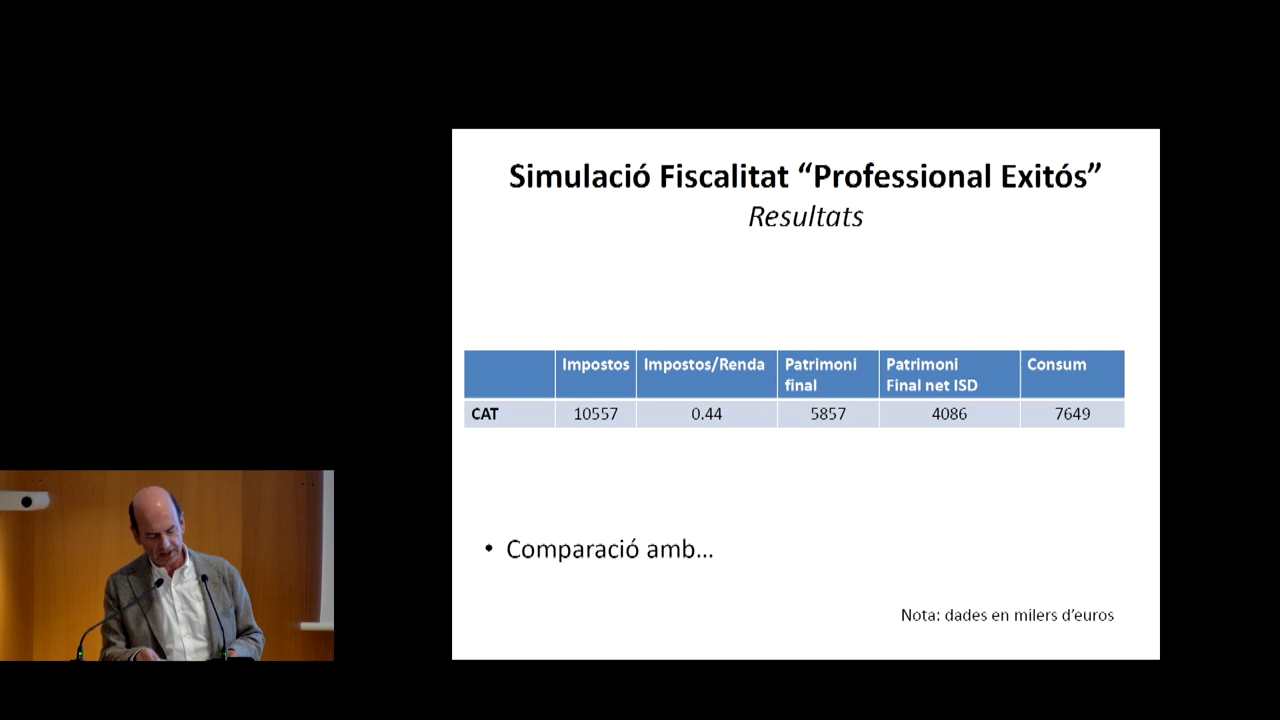 Simulació Fiscalitat “Professional Exitós”
Resultats
Impostos Impostos/Renda Patrimoni final Patrimoni Final net ISD Consum
CAT 10557 0.44 5857 4086 7649
• Comparació amb...
Nota: dades en milers d’euros